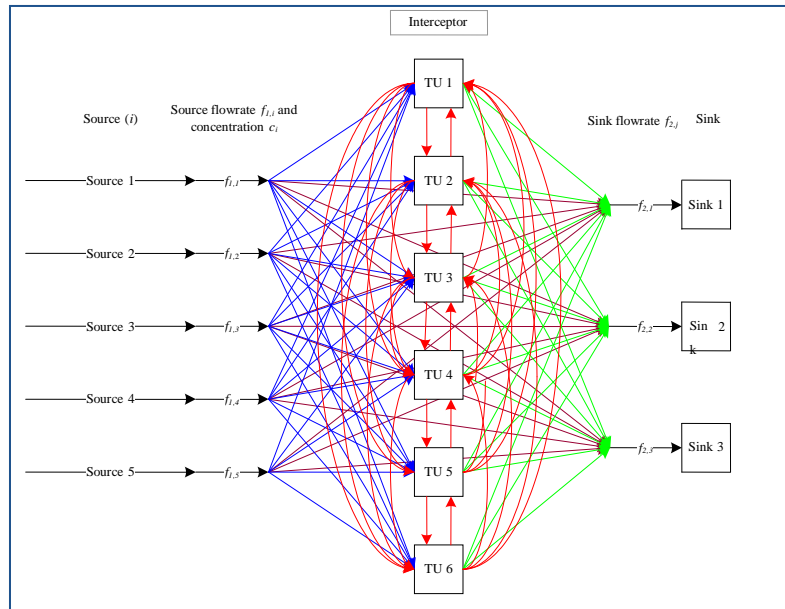 Interceptor
Source (i)
Source flowrate f1,i and
concentration ci
Sink flowrate f2,j
Sink
TU 1
TU 2
TU 3
TU 4
TU 5
TU 6
Source 1
f1,1
Source 2
f1,2
Source 3
f1,3
Source 4
f1,4
Source 5
f1,5
f2,1
Sink 1
f2,2
Sin 2
k
f2,3
Sink 3